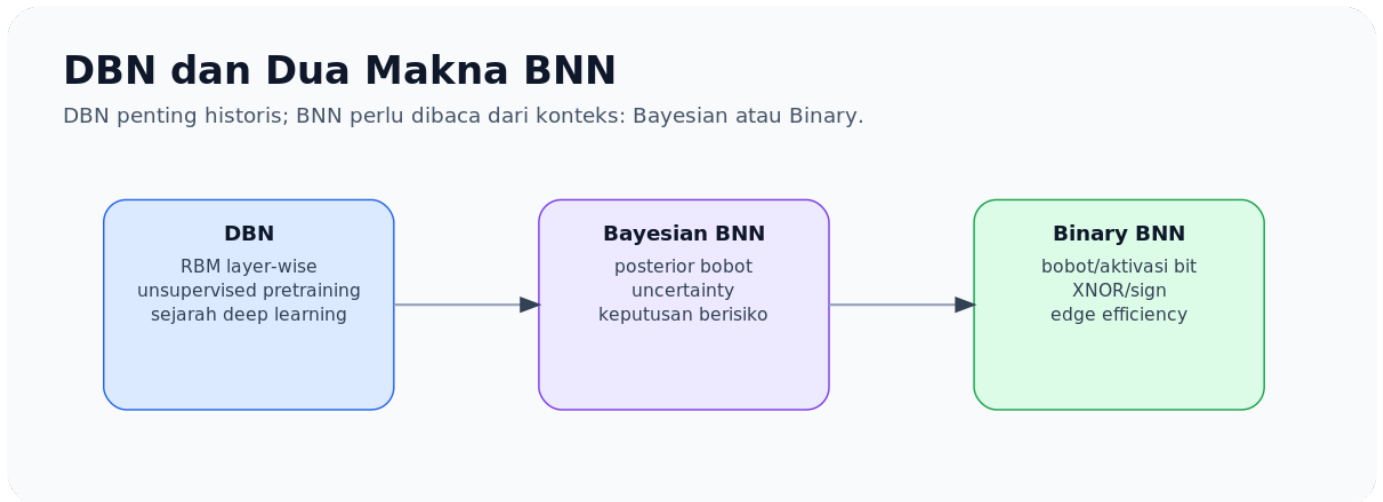 DBN dan Dua Makna BNN
DBN penting historis; BNN perlu dibaca dari konteks: Bayesian atau Binary.
DBN
RBM layer-wise
unsupervised pretraining
sejarah deep learning
Bayesian BNN
posterior bobot
uncertainty
keputusan berisiko
Binary BNN
bobot/aktivasi bit
XNOR/sign
edge efficiency